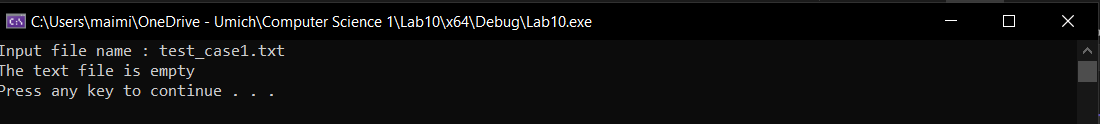 C:\Users\maimi\OneDrive - Umich\Computer Science 1\Lab10\x64\Debug\Lab10.exe
Input file name : test_case1.txt
The text file is empty
Press any key to continue . . .